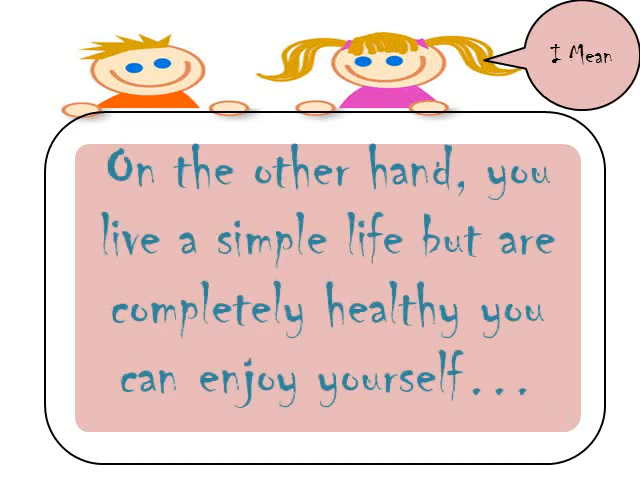 I Mean
On the other hand, you
live a simple life but are
completely healthy you
can enjoy yourself...